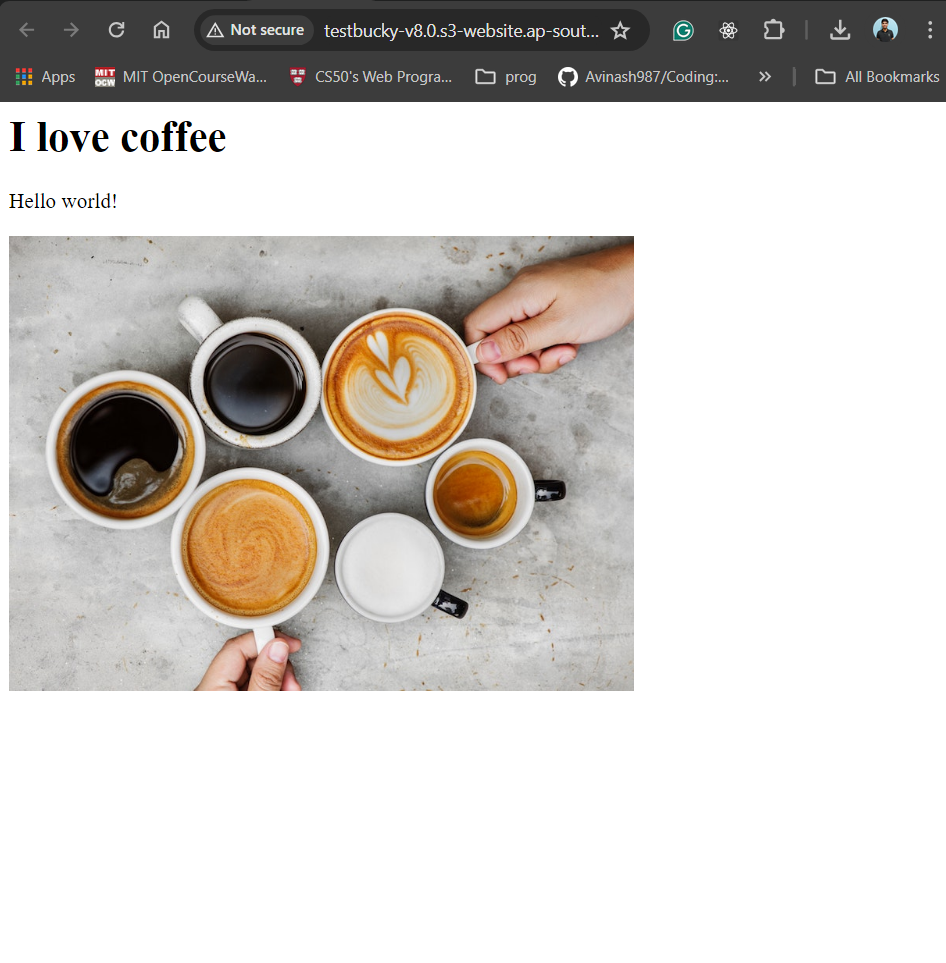 Not secure testbucky-v8.0.s3-website.ap-sout...
Apps MIT OpenCourseWa... CS50's Web Progra... prog Avinash987/Coding:... » All Bookmarks
I love coffee
Hello world!